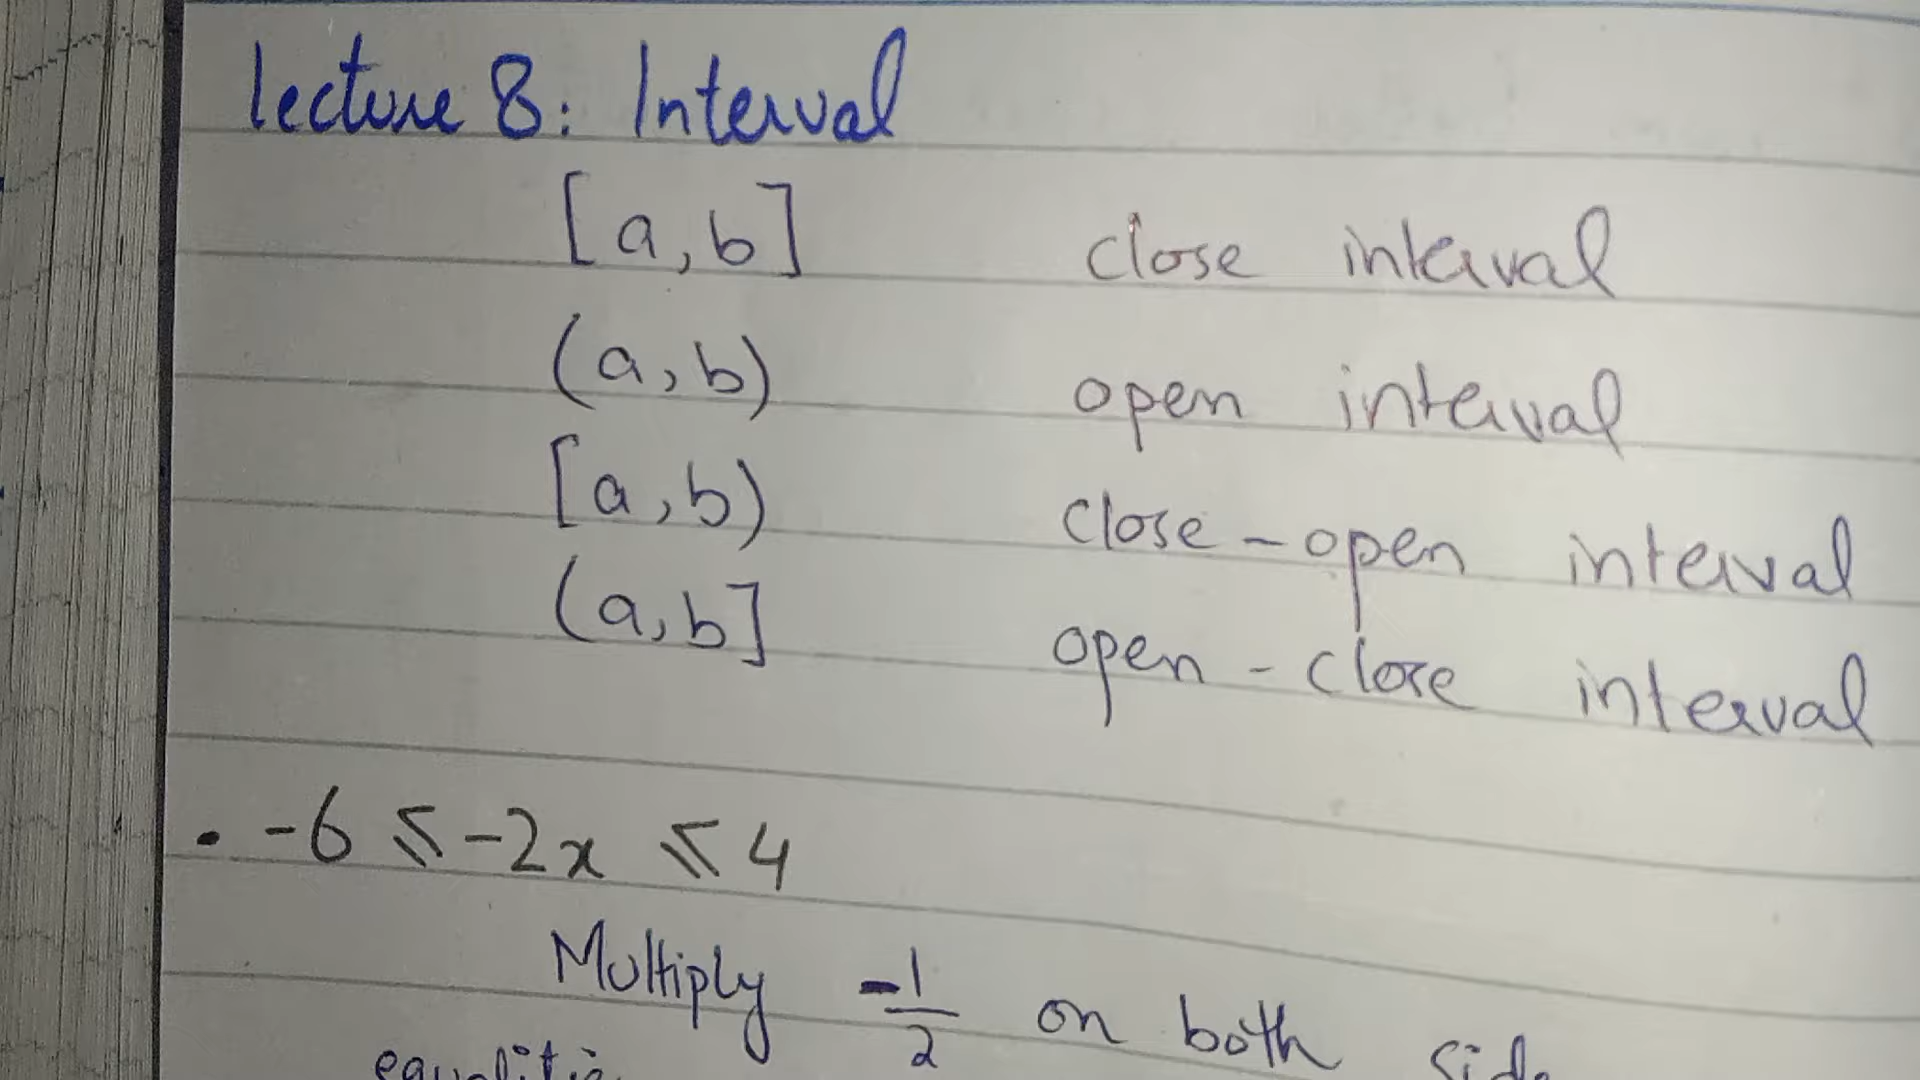 Lecture 8: Interval
[a,b] close interval
(a,b) open interval
[a,b) close-open interval
(a,b] open-close interval
• -6 ⩽ -2x ⩽ 4
Multiply -1/2 on both